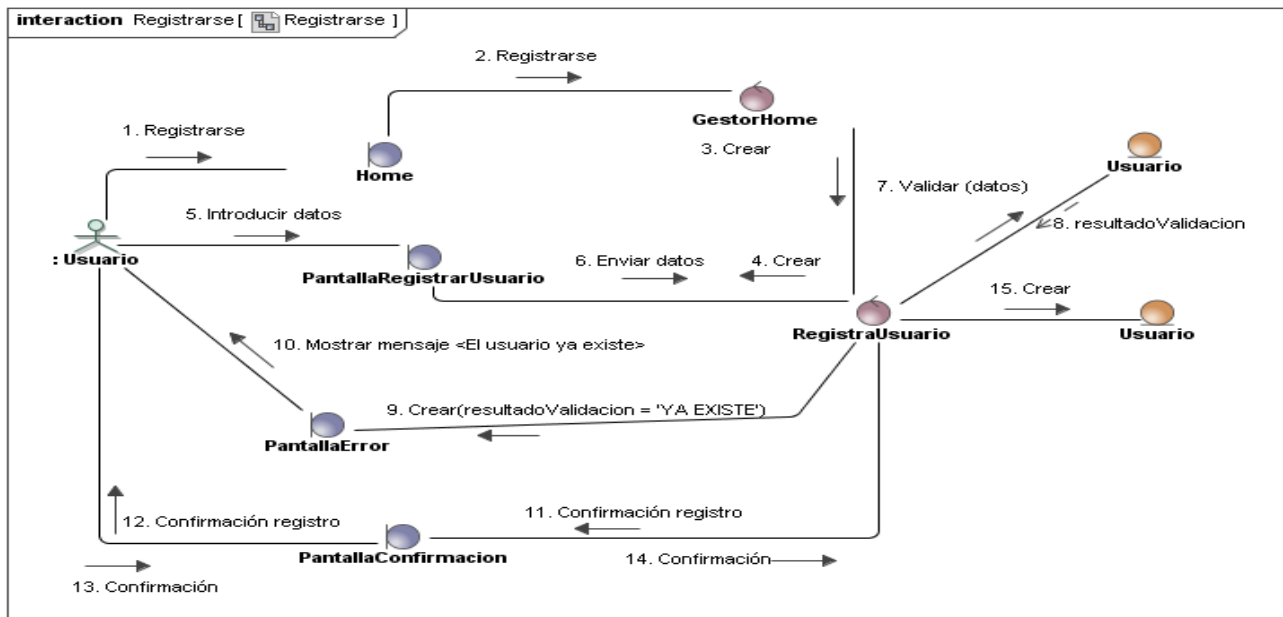 interaction Registrarse [ Registrarse ]
2. Registrarse
GestorHome
1. Registrarse
3. Crear
Home
Usuario
7. Validar (datos)
5. Introducir datos
8. resultadoValidacion
: Usuario
PantallaRegistrarUsuario
6. Enviar datos
4. Crear
15. Crear
RegistraUsuario
Usuario
10. Mostrar mensaje <El usuario ya existe>
9. Crear(resultadoValidacion = 'YA EXISTE')
PantallaError
12. Confirmación registro
11. Confirmación registro
PantallaConfirmacion
14. Confirmación
13. Confirmación